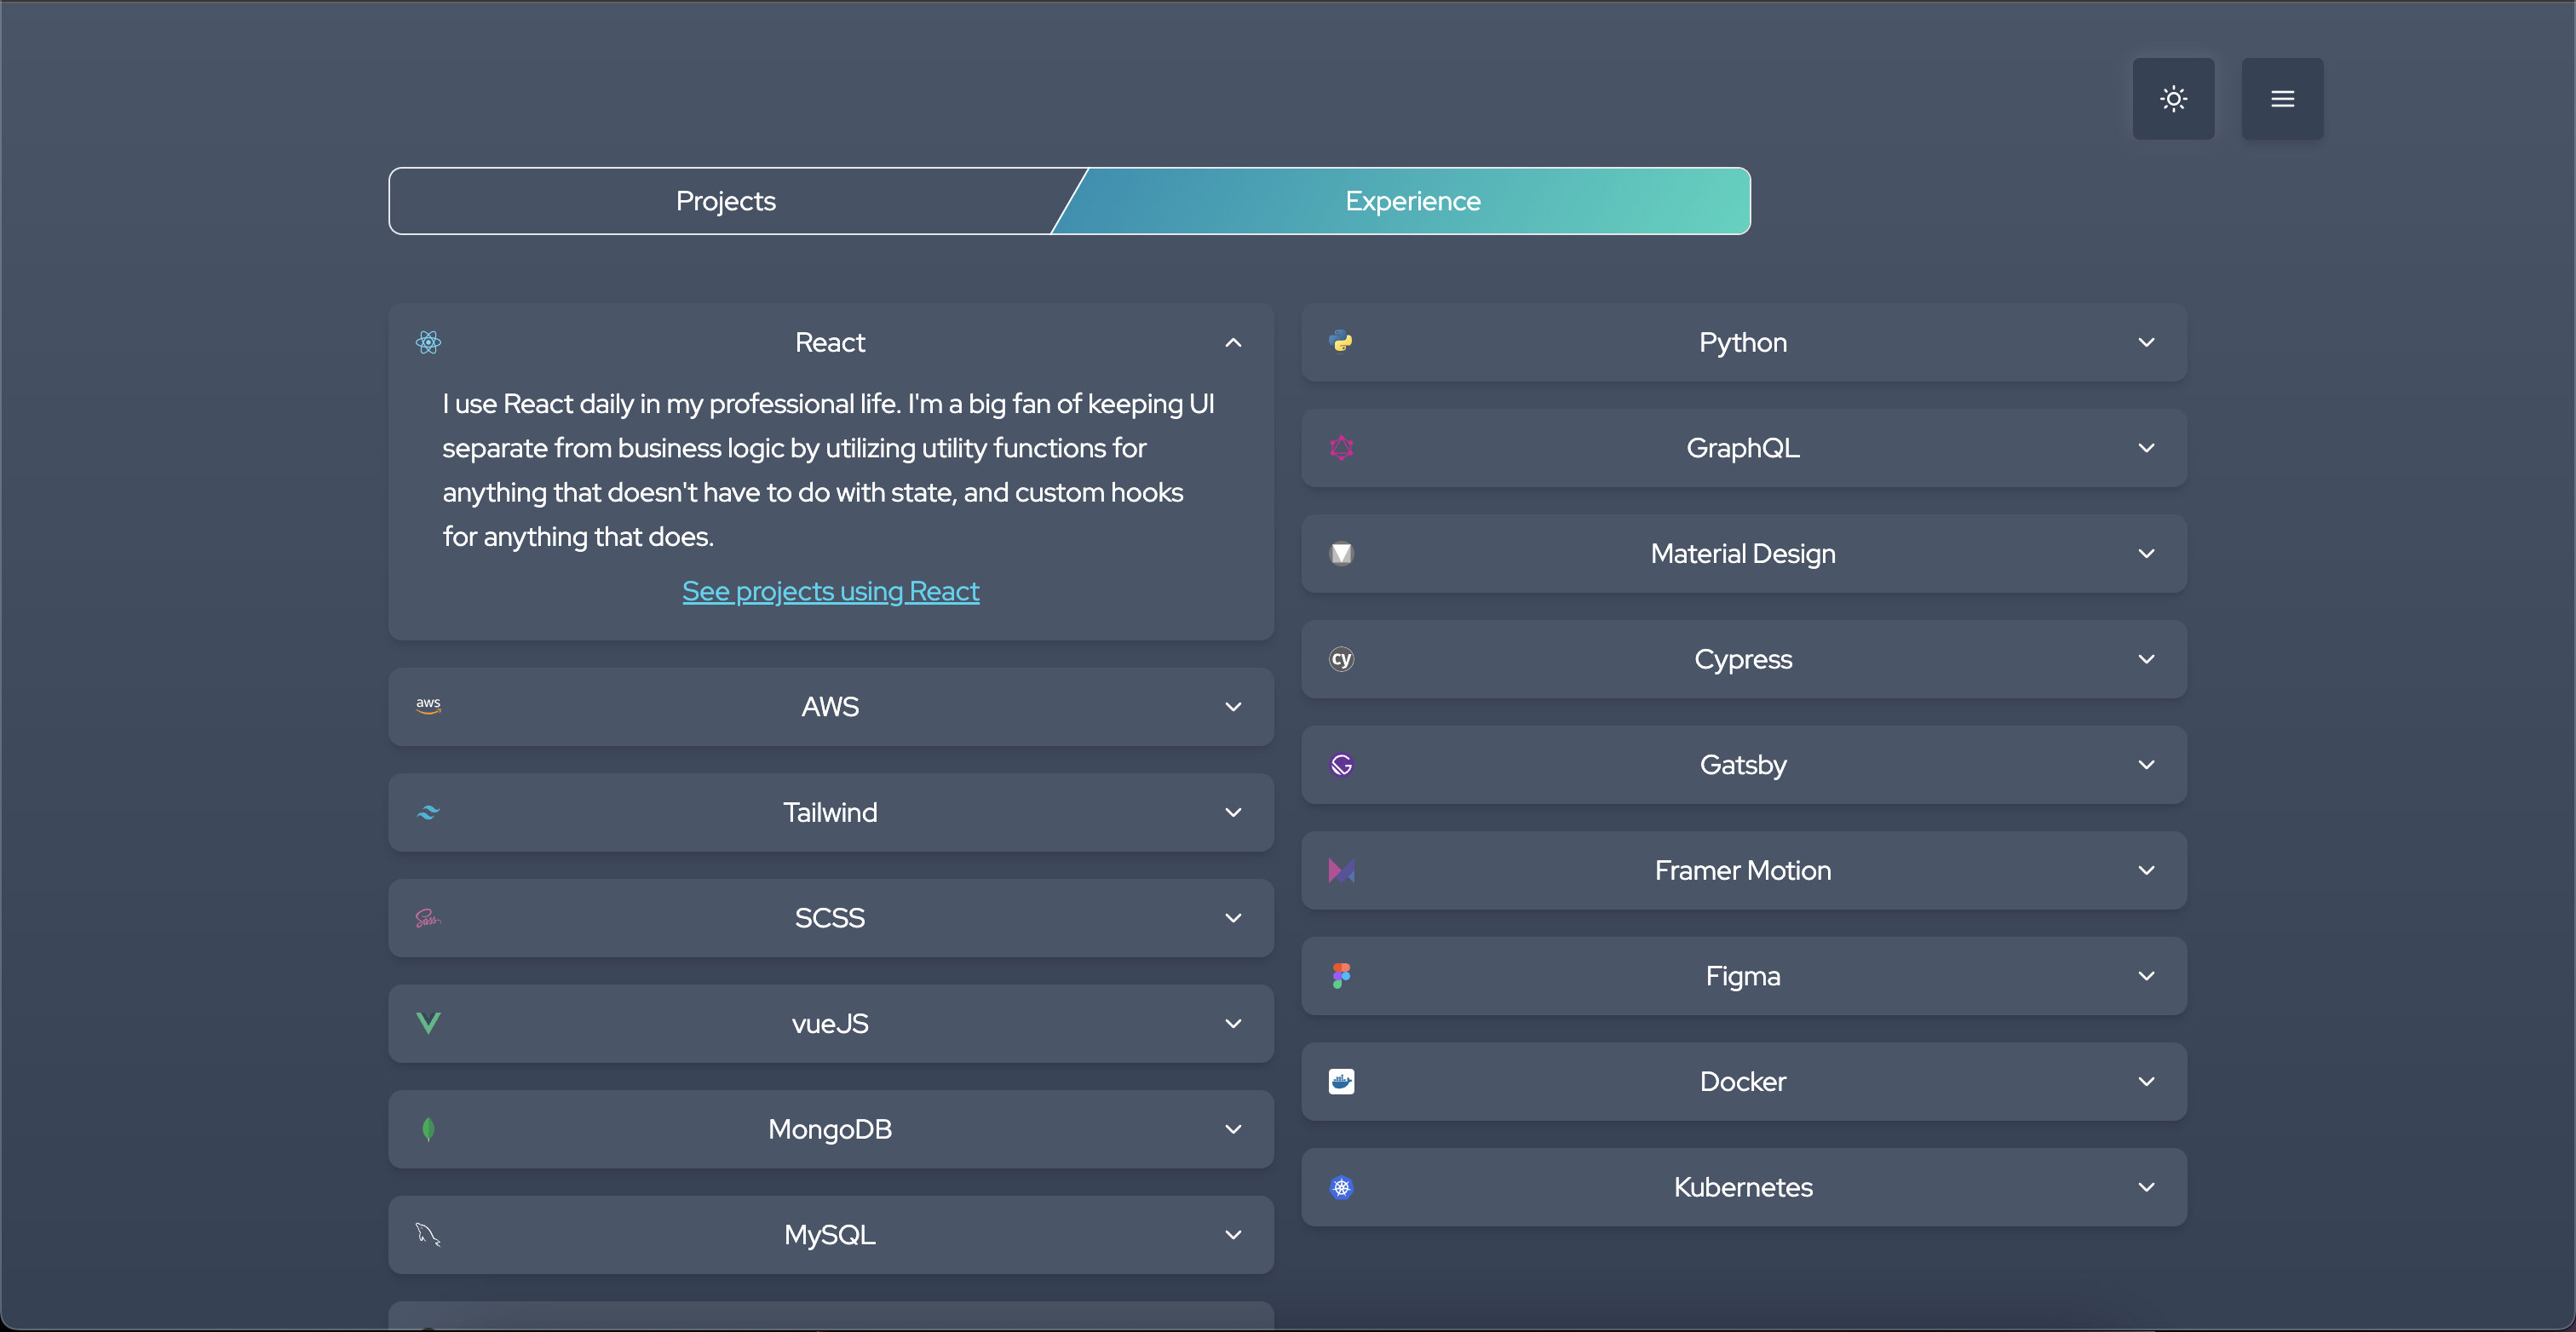 Projects
Experience
React
I use React daily in my professional life. I'm a big fan of keeping UI
separate from business logic by utilizing utility functions for
anything that doesn't have to do with state, and custom hooks
for anything that does.
See projects using React
aws
AWS
Tailwind
Sass
SCSS
vueJS
MongoDB
MySQL
Python
GraphQL
Material Design
cy
Cypress
Gatsby
Framer Motion
Figma
Docker
Kubernetes